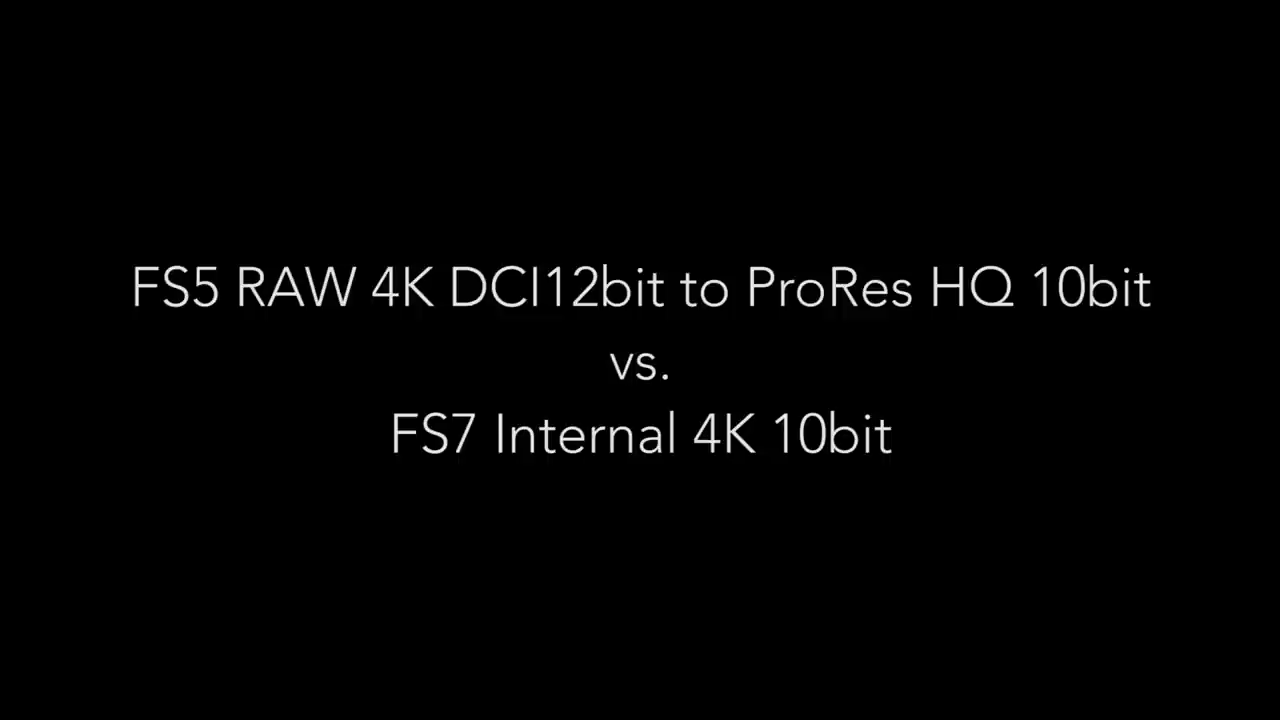 FS5 RAW 4K DCI12bit to ProRes HQ 10bit
vs.
FS7 Internal 4K 10bit